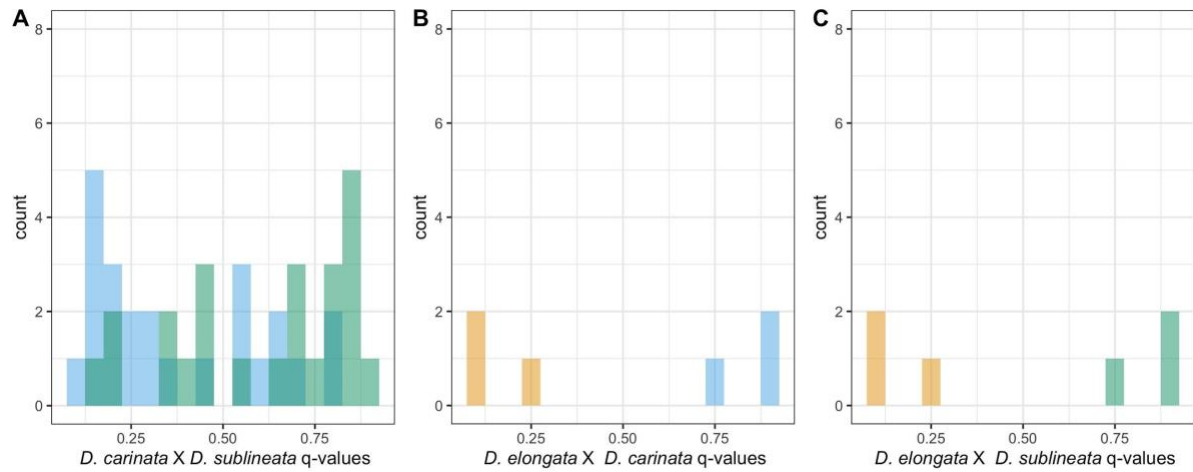 A
8
6
4
2
0
count
0.25 0.50 0.75
D. carinata X D. sublineata q-values
B
8
6
4
2
0
count
0.25 0.50 0.75
D. elongata X D. carinata q-values
C
8
6
4
2
0
count
0.25 0.50 0.75
D. elongata X D. sublineata q-values